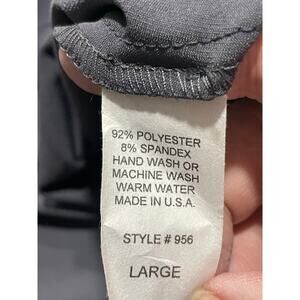 92% POLYESTER
8% SPANDEX
HAND WASH OR
MACHINE WASH
WARM WATER
MADE IN U.S.A.
STYLE # 956
LARGE